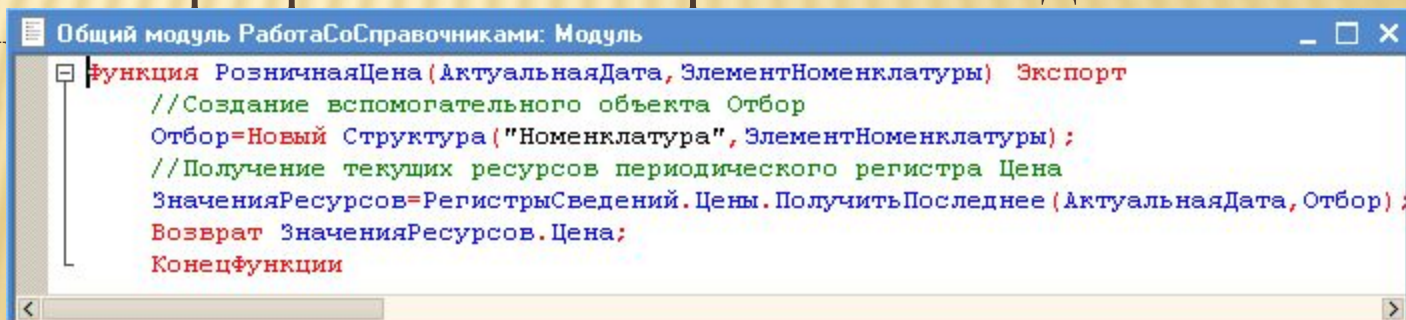 Общий модуль РаботаСоСправочниками: Модуль
Функция РозничнаяЦена(АктуальнаяДата,ЭлементНоменклатуры) Экспорт
//Создание вспомогательного объекта Отбор
Отбор=Новый Структура("Номенклатура",ЭлементНоменклатуры);
//Получение текущих ресурсов периодического регистра Цена
ЗначенияРесурсов=РегистрыСведений.Цены.ПолучитьПоследнее(АктуальнаяДата,Отбор);
Возврат ЗначенияРесурсов.Цена;
КонецФункции